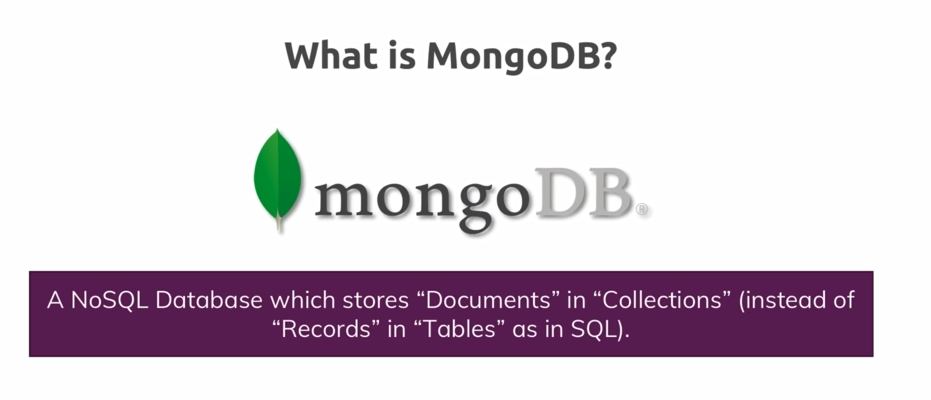 What is MongoDB?
mongoDB®
A NoSQL Database which stores “Documents” in “Collections” (instead of
“Records” in “Tables” as in SQL).